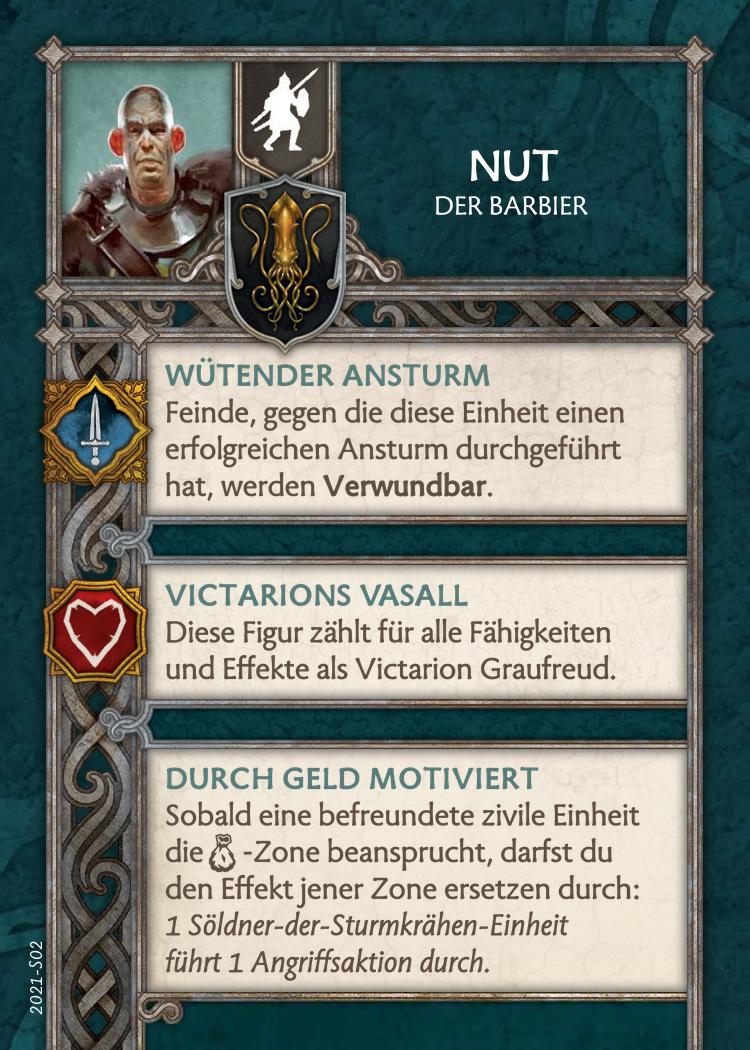 NUT
DER BARBIER
WÜTENDER ANSTURM
Feinde, gegen die diese Einheit einen
erfolgreichen Ansturm durchgeführt
hat, werden Verwundbar.
VICTARIONS VASALL
Diese Figur zählt für alle Fähigkeiten
und Effekte als Victarion Graufreud.
DURCH GELD MOTIVIERT
Sobald eine befreundete zivile Einheit
die -Zone beansprucht, darfst du
den Effekt jener Zone ersetzen durch:
1 Söldner-der-Sturmkrähen-Einheit
führt 1 Angriffsaktion durch.
2021-S02